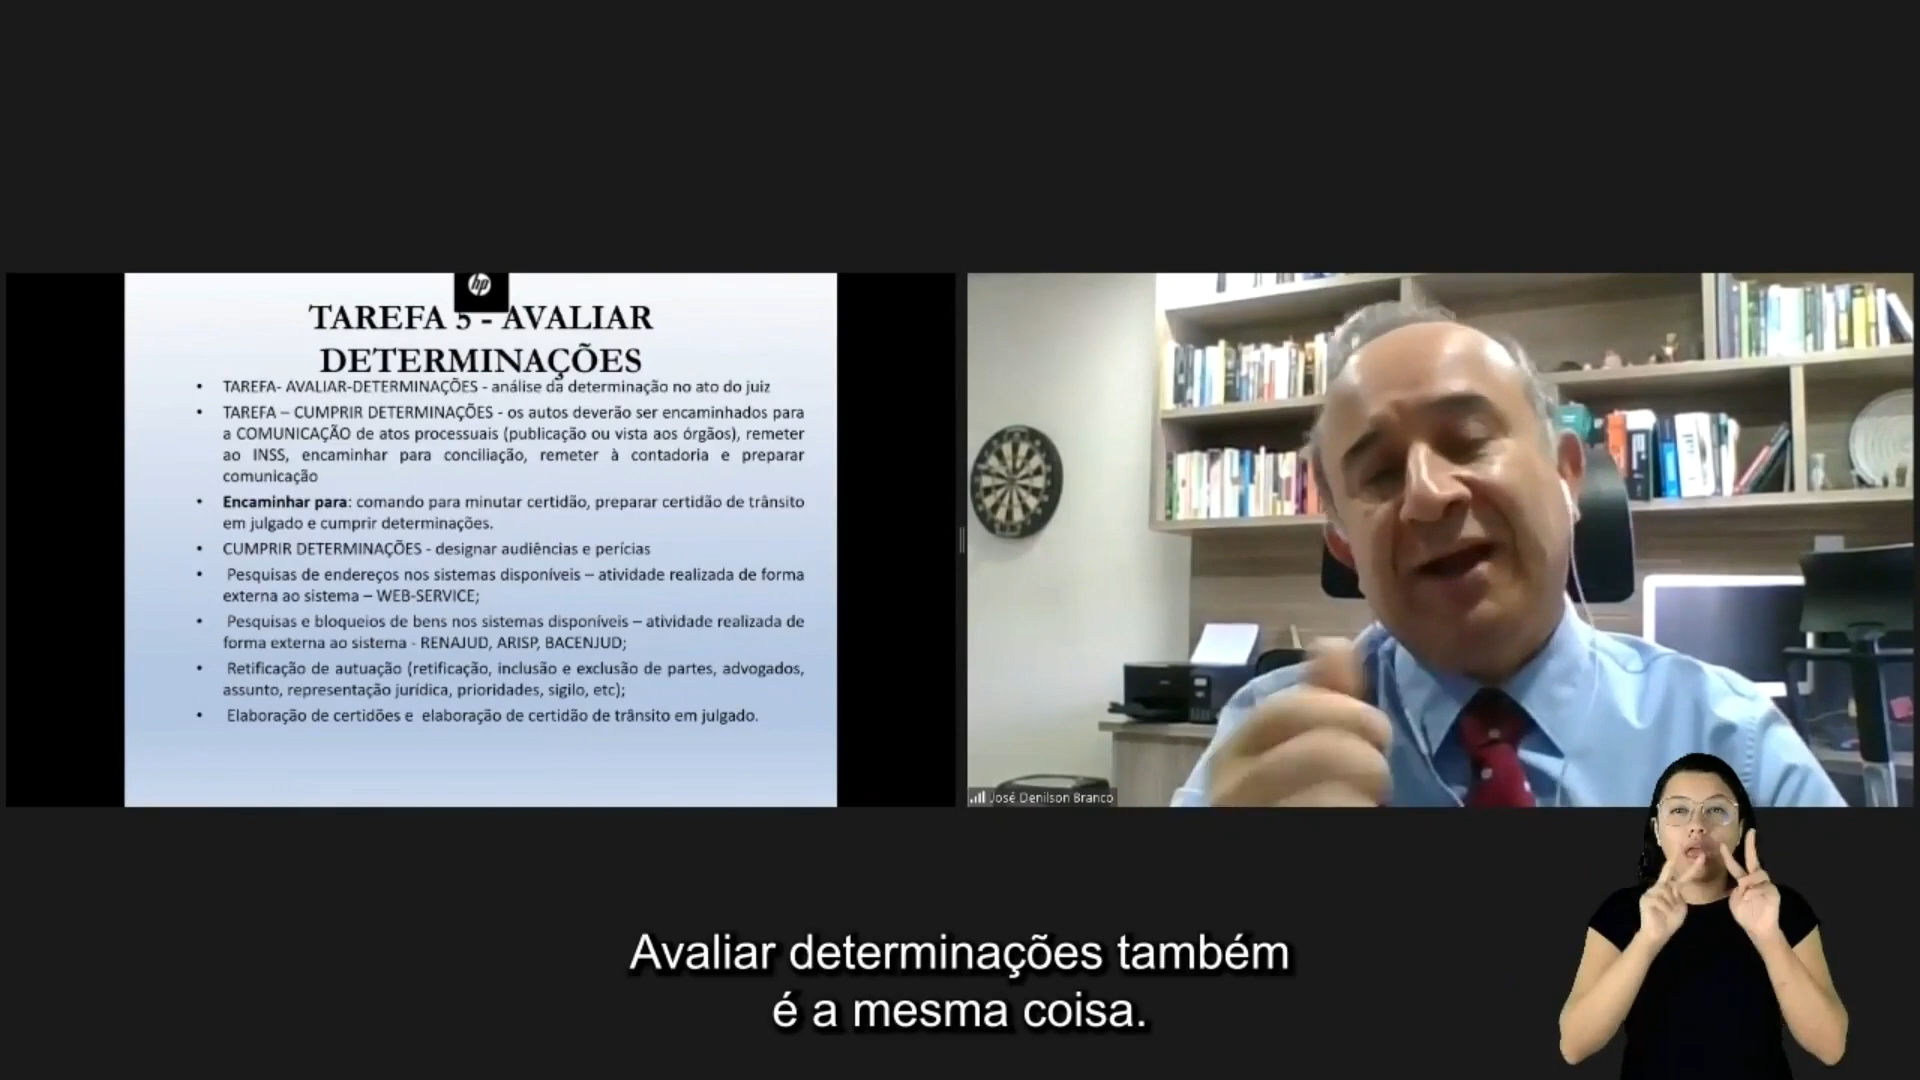 hp
TAREFA 5 - AVALIAR
DETERMINAÇÕES
• TAREFA- AVALIAR-DETERMINAÇÕES - análise da determinação no ato do juiz
• TAREFA – CUMPRIR DETERMINAÇÕES - os autos deverão ser encaminhados para
a COMUNICAÇÃO de atos processuais (publicação ou vista aos órgãos), remeter
ao INSS, encaminhar para conciliação, remeter à contadoria e preparar
comunicação
• Encaminhar para: comando para minutar certidão, preparar certidão de trânsito
em julgado e cumprir determinações.
• CUMPRIR DETERMINAÇÕES - designar audiências e perícias
• Pesquisas de endereços nos sistemas disponíveis – atividade realizada de forma
externa ao sistema – WEB-SERVICE;
• Pesquisas e bloqueios de bens nos sistemas disponíveis – atividade realizada de
forma externa ao sistema - RENAJUD, ARISP, BACENJUD;
• Retificação de autuação (retificação, inclusão e exclusão de partes, advogados,
assunto, representação jurídica, prioridades, sigilo, etc);
• Elaboração de certidões e elaboração de certidão de trânsito em julgado.
José Denilson Branco
Avaliar determinações também
é a mesma coisa.